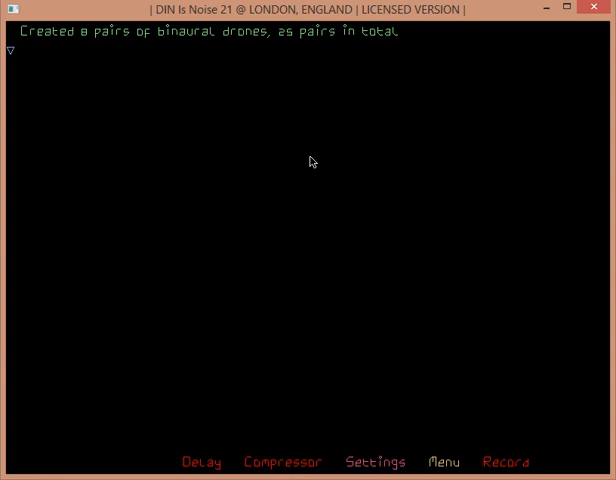 | DIN Is Noise 21 @ LONDON, ENGLAND | LICENSED VERSION |
Created 8 pairs of binaural drones, 25 pairs in total
Delay Compressor Settings Menu Record